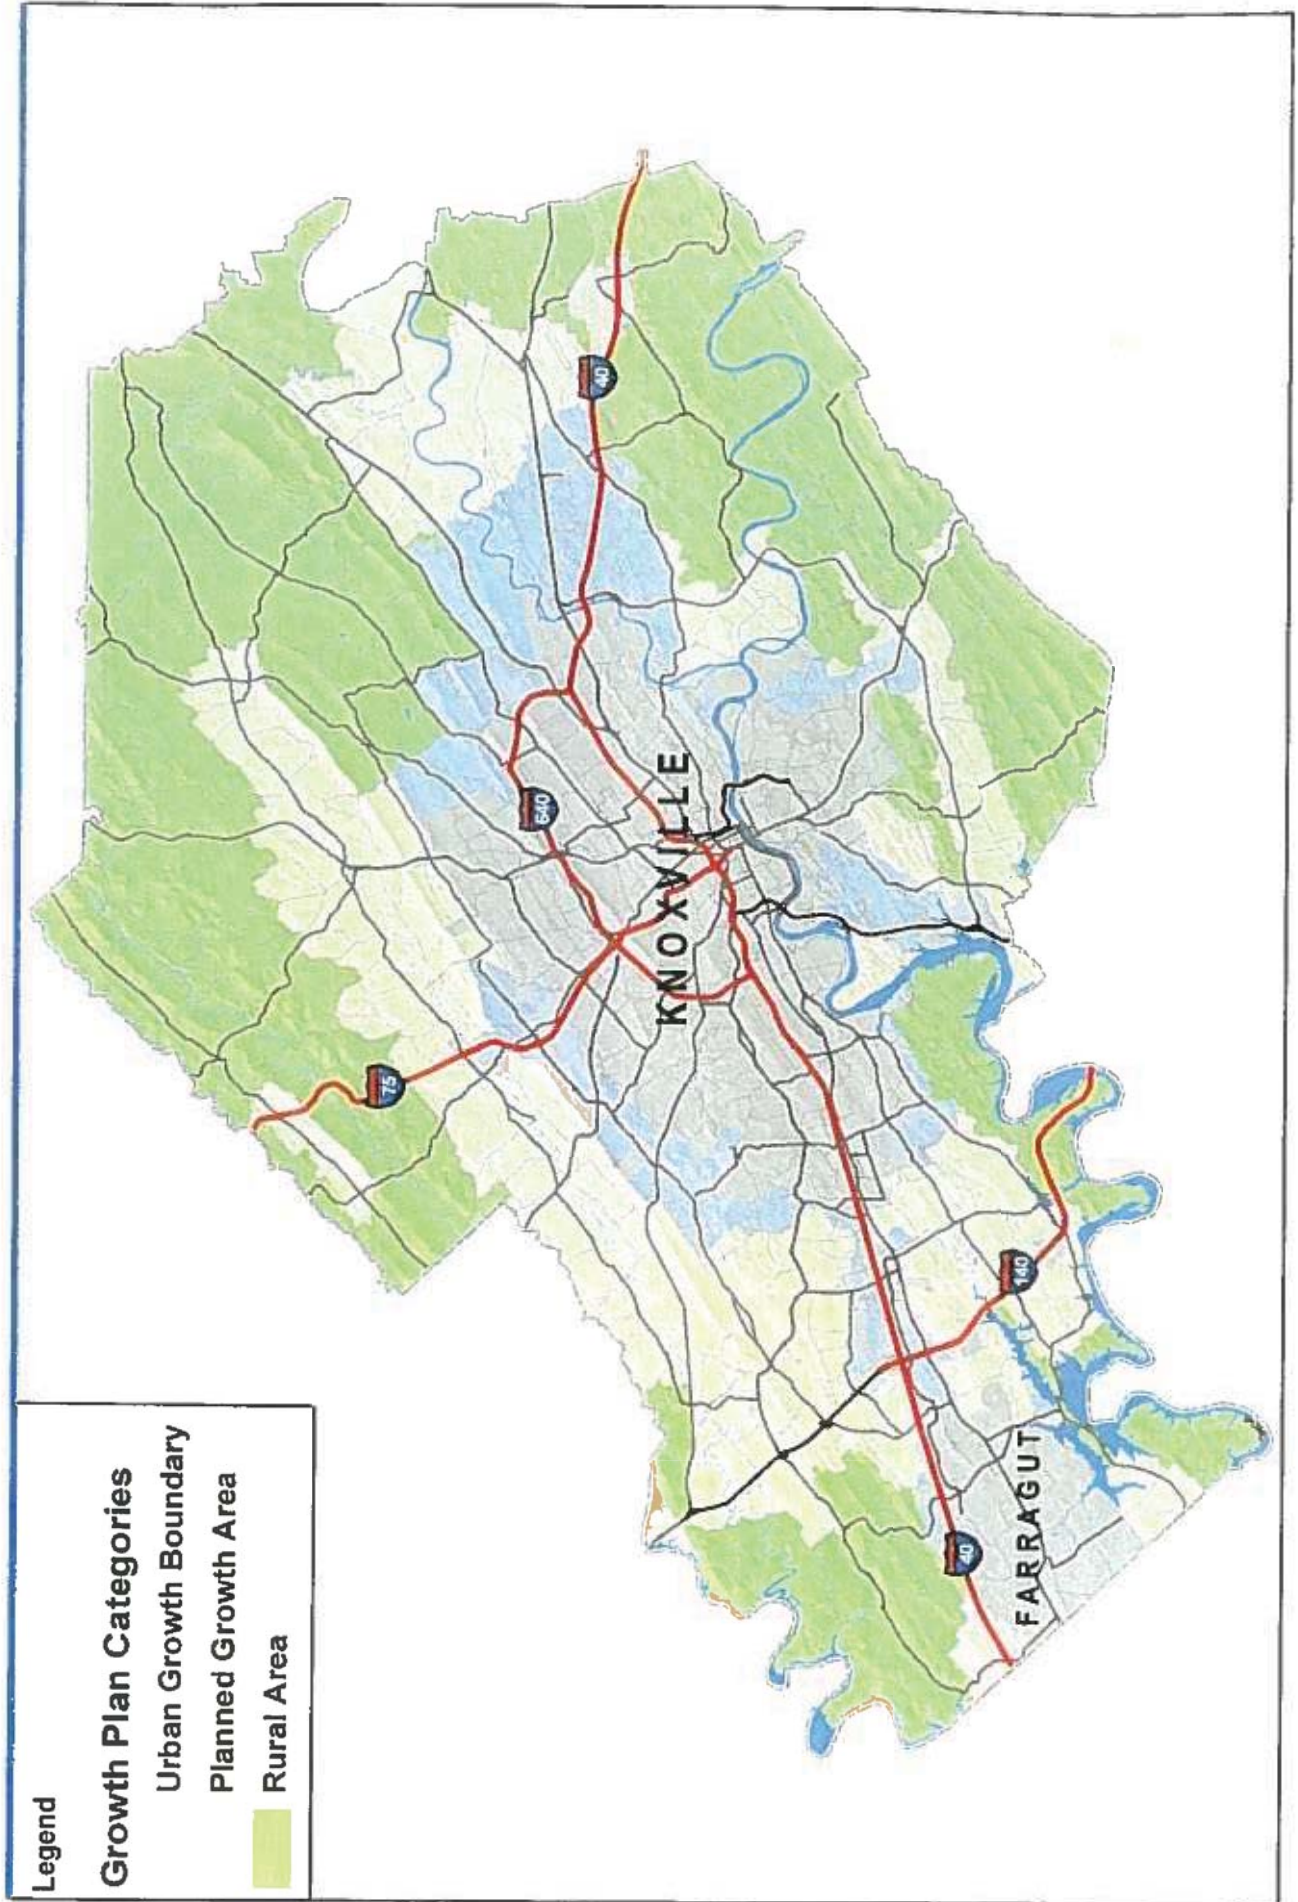 Legend
Growth Plan Categories
Urban Growth Boundary
Planned Growth Area
Rural Area
75
640
40
KNOXVILLE
140
40
FARRAGUT